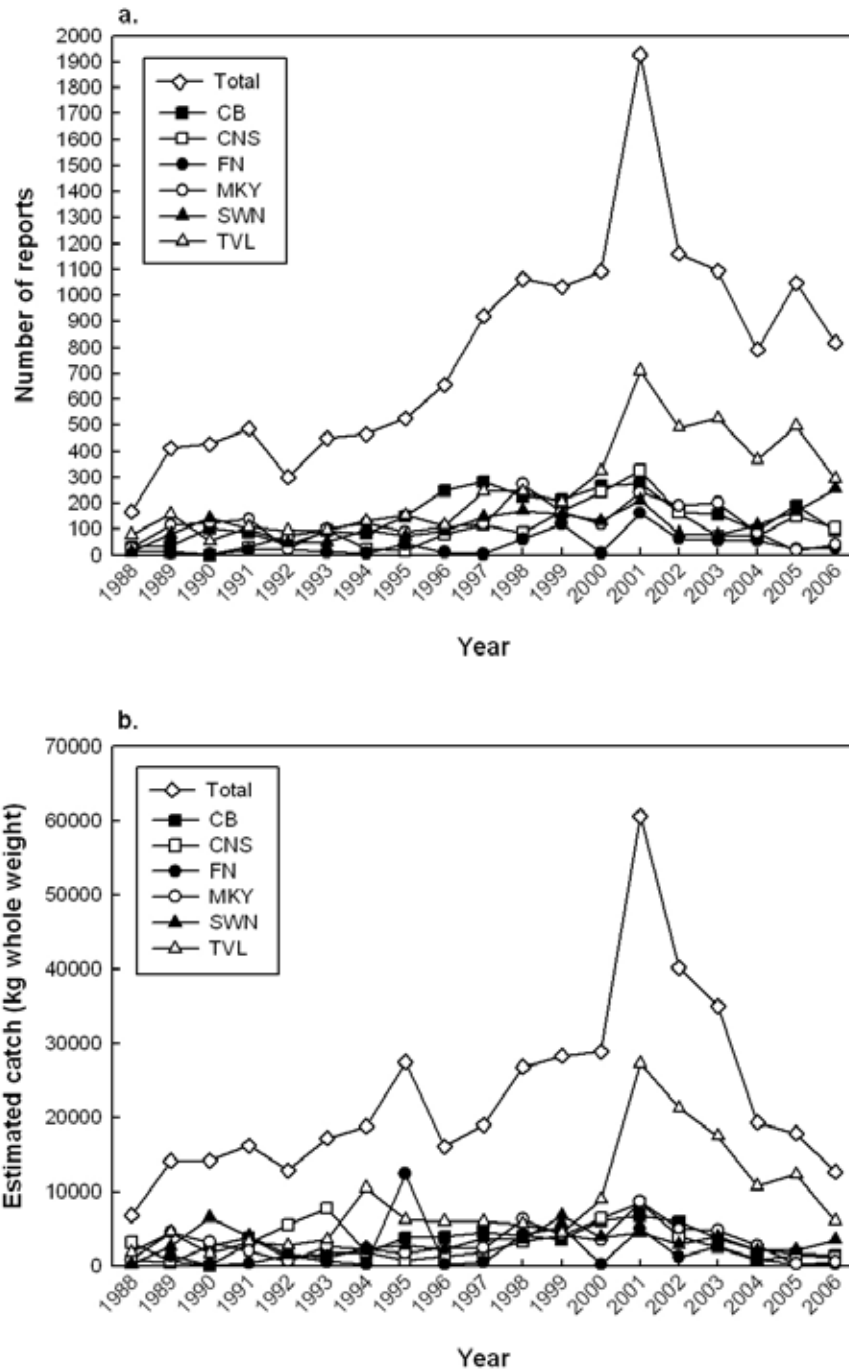 a.
2000
1900
1800
1700
1600
1500
1400
1300
1200
1100
1000
900
800
700
600
500
400
300
200
100
0
Number of reports
Total
CB
CNS
FN
MKY
SWN
TVL
1988 1989 1990 1991 1992 1993 1994 1995 1996 1997 1998 1999 2000 2001 2002 2003 2004 2005 2006
Year
b.
70000
60000
50000
40000
30000
20000
10000
0
Estimated catch (kg whole weight)
Total
CB
CNS
FN
MKY
SWN
TVL
1988 1989 1990 1991 1992 1993 1994 1995 1996 1997 1998 1999 2000 2001 2002 2003 2004 2005 2006
Year